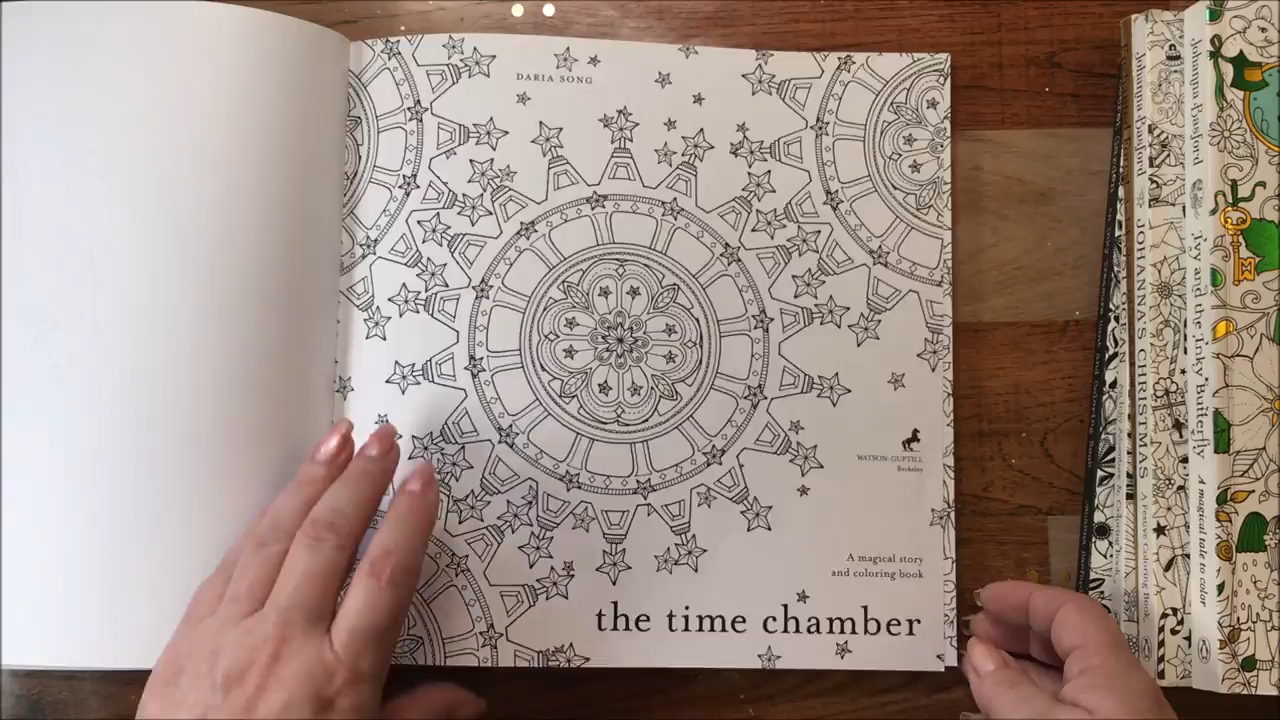 DARIA SONG
WATSON-GUPTILL
Berkeley
A magical story
and coloring book
the time chamber
JOHANNA'S CHRISTMAS A Festive Coloring Book
Johanna Basford
Johanna Basford Ivy and the Inky Butterfly A magical tale to color